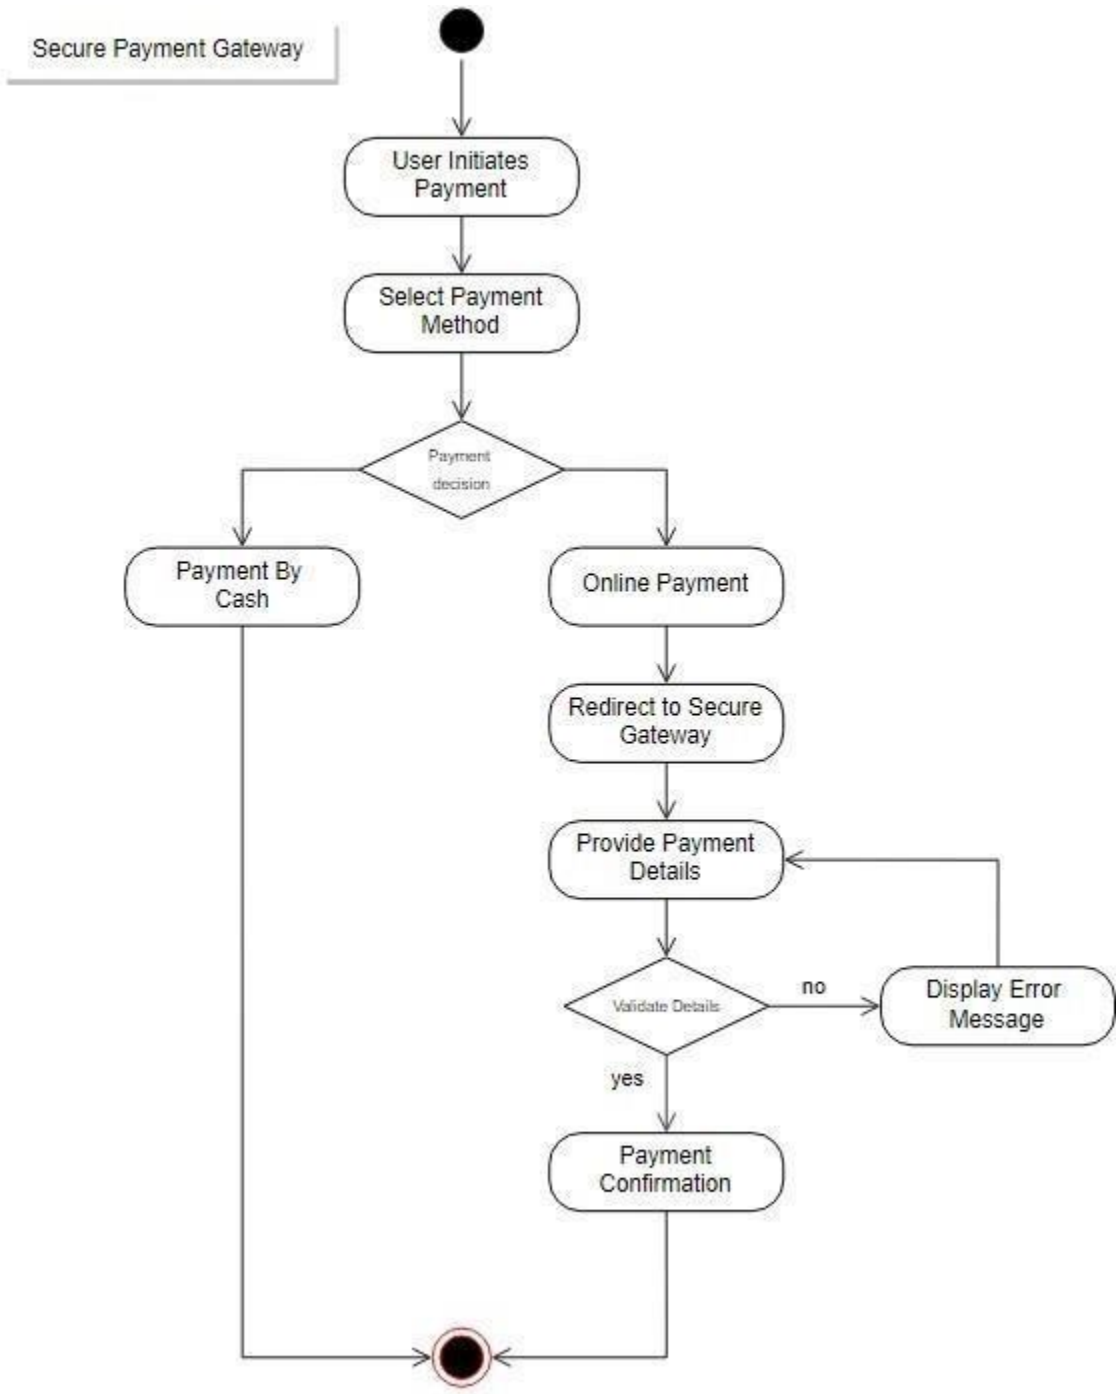 Secure Payment Gateway
User Initiates
Payment
Select Payment
Method
Payment
decision
Payment By
Cash
Online Payment
Redirect to Secure
Gateway
Provide Payment
Details
Validate Details
no
Display Error
Message
yes
Payment
Confirmation